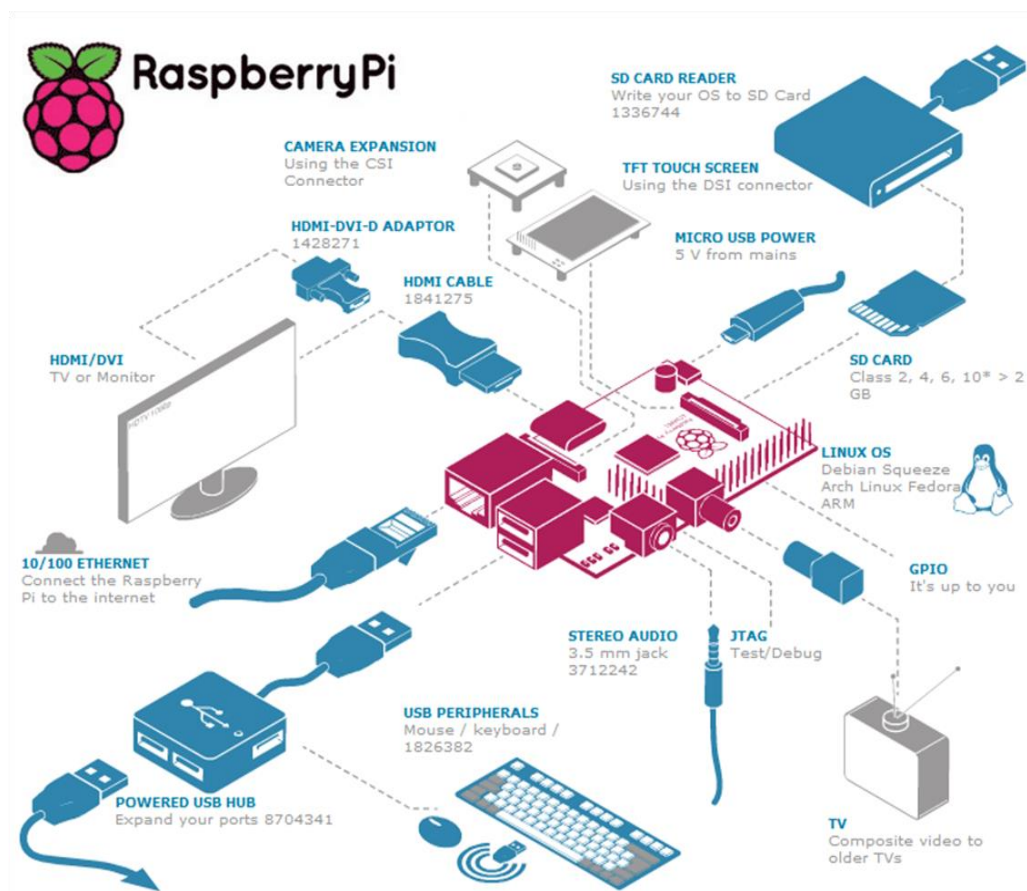 RaspberryPi
SD CARD READER
Write your OS to SD Card
1336744
CAMERA EXPANSION
Using the CSI
Connector
TFT TOUCH SCREEN
Using the DSI connector
HDMI-DVI-D ADAPTOR
1428271
MICRO USB POWER
5 V from mains
HDMI CABLE
1841275
HDMI/DVI
TV or Monitor
HDTV 1080p
SD CARD
Class 2, 4, 6, 10* > 2
GB
LINUX OS
Debian Squeeze
Arch Linux Fedora
ARM
10/100 ETHERNET
Connect the Raspberry
Pi to the internet
GPIO
It's up to you
STEREO AUDIO
3.5 mm jack
3712242
JTAG
Test/Debug
USB PERIPHERALS
Mouse / keyboard /
1826382
POWERED USB HUB
Expand your ports 8704341
TV
Composite video to
older TVs